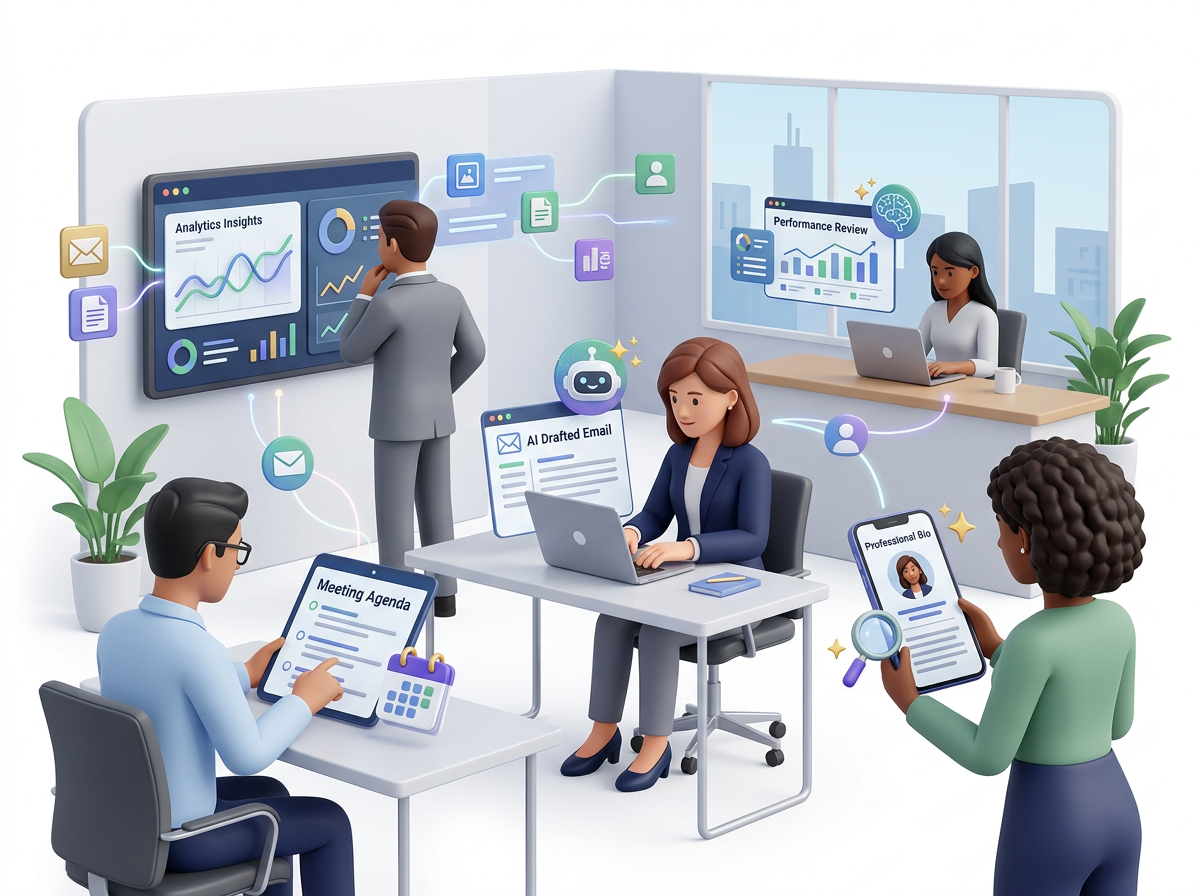 Analytics Insights
Performance Review
AI Drafted Email
Professional Bio
Meeting Agenda